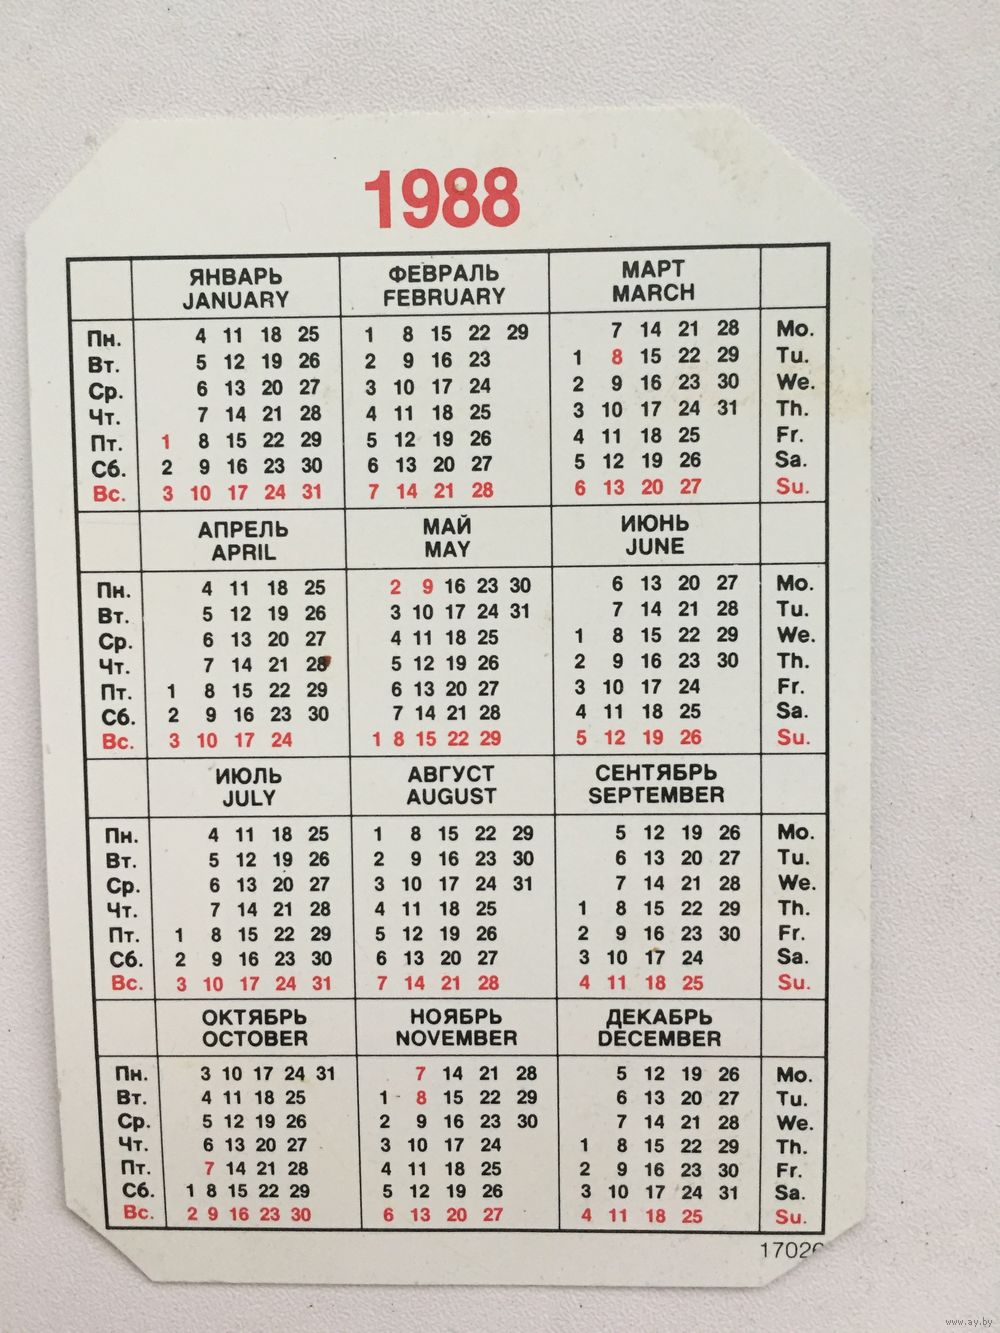 1988
ЯНВАРЬ ФЕВРАЛЬ МАРТ
JANUARY FEBRUARY MARCH
Пн. 4 11 18 25 1 8 15 22 29 7 14 21 28 Mo.
Вт. 5 12 19 26 2 9 16 23 1 8 15 22 29 Tu.
Ср. 6 13 20 27 3 10 17 24 2 9 16 23 30 We.
Чт. 7 14 21 28 4 11 18 25 3 10 17 24 31 Th.
Пт. 1 8 15 22 29 5 12 19 26 4 11 18 25 Fr.
Сб. 2 9 16 23 30 6 13 20 27 5 12 19 26 Sa.
Вс. 3 10 17 24 31 7 14 21 28 6 13 20 27 Su.
АПРЕЛЬ МАЙ ИЮНЬ
APRIL MAY JUNE
Пн. 4 11 18 25 2 9 16 23 30 6 13 20 27 Mo.
Вт. 5 12 19 26 3 10 17 24 31 7 14 21 28 Tu.
Ср. 6 13 20 27 4 11 18 25 1 8 15 22 29 We.
Чт. 7 14 21 28 5 12 19 26 2 9 16 23 30 Th.
Пт. 1 8 15 22 29 6 13 20 27 3 10 17 24 Fr.
Сб. 2 9 16 23 30 7 14 21 28 4 11 18 25 Sa.
Вс. 3 10 17 24 1 8 15 22 29 5 12 19 26 Su.
ИЮЛЬ АВГУСТ СЕНТЯБРЬ
JULY AUGUST SEPTEMBER
Пн. 4 11 18 25 1 8 15 22 29 5 12 19 26 Mo.
Вт. 5 12 19 26 2 9 16 23 30 6 13 20 27 Tu.
Ср. 6 13 20 27 3 10 17 24 31 7 14 21 28 We.
Чт. 7 14 21 28 4 11 18 25 1 8 15 22 29 Th.
Пт. 1 8 15 22 29 5 12 19 26 2 9 16 23 30 Fr.
Сб. 2 9 16 23 30 6 13 20 27 3 10 17 24 Sa.
Вс. 3 10 17 24 31 7 14 21 28 4 11 18 25 Su.
ОКТЯБРЬ НОЯБРЬ ДЕКАБРЬ
OCTOBER NOVEMBER DECEMBER
Пн. 3 10 17 24 31 7 14 21 28 5 12 19 26 Mo.
Вт. 4 11 18 25 1 8 15 22 29 6 13 20 27 Tu.
Ср. 5 12 19 26 2 9 16 23 30 7 14 21 28 We.
Чт. 6 13 20 27 3 10 17 24 1 8 15 22 29 Th.
Пт. 7 14 21 28 4 11 18 25 2 9 16 23 30 Fr.
Сб. 1 8 15 22 29 5 12 19 26 3 10 17 24 31 Sa.
Вс. 2 9 16 23 30 6 13 20 27 4 11 18 25 Su.
www.ay.by